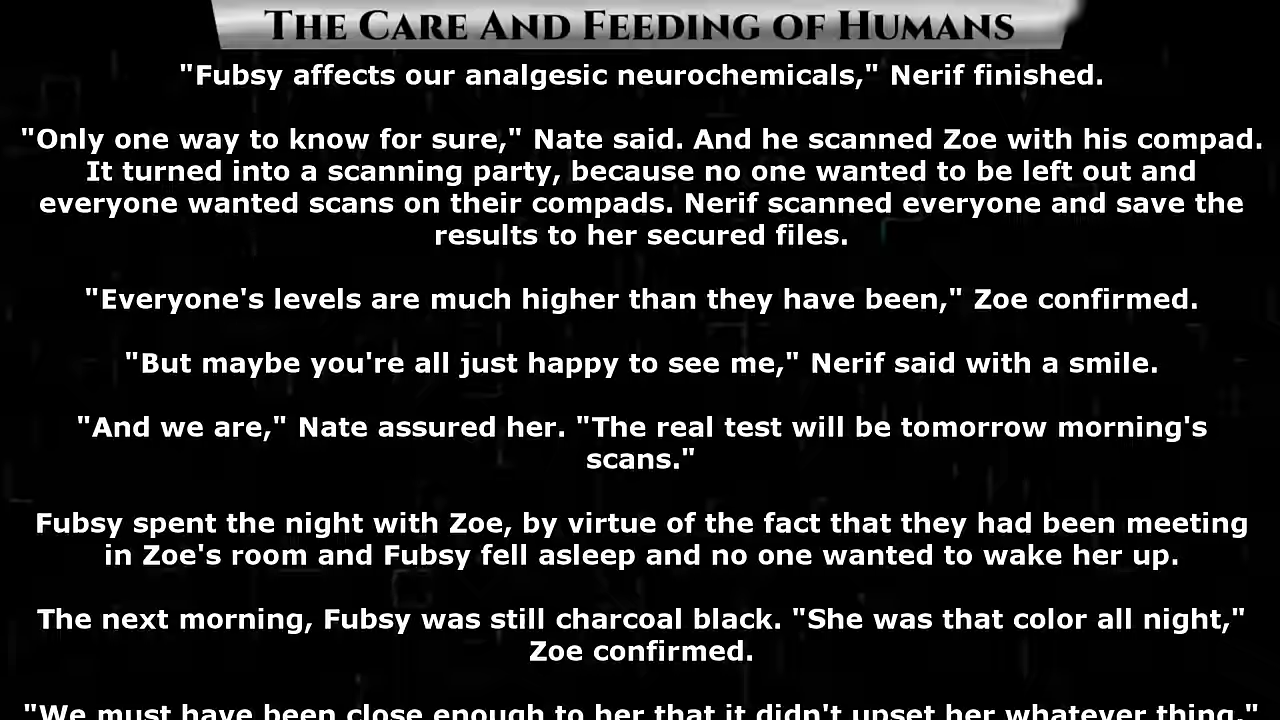 The Care And Feeding of Humans
"Fubsy affects our analgesic neurochemicals," Nerif finished.
"Only one way to know for sure," Nate said. And he scanned Zoe with his compad.
It turned into a scanning party, because no one wanted to be left out and
everyone wanted scans on their compads. Nerif scanned everyone and save the
results to her secured files.
"Everyone's levels are much higher than they have been," Zoe confirmed.
"But maybe you're all just happy to see me," Nerif said with a smile.
"And we are," Nate assured her. "The real test will be tomorrow morning's
scans."
Fubsy spent the night with Zoe, by virtue of the fact that they had been meeting
in Zoe's room and Fubsy fell asleep and no one wanted to wake her up.
The next morning, Fubsy was still charcoal black. "She was that color all night,"
Zoe confirmed.
"We must have been close enough to her that it didn't upset her whatever thing."